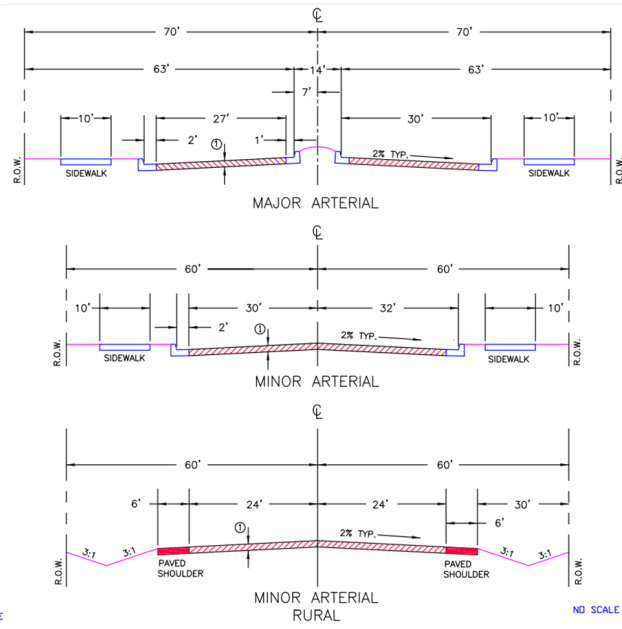 ℄
70' 70'
63' 14' 63'
7'
10' 27' 30' 10'
2' ① 1'
2% TYP.
R.O.W. SIDEWALK SIDEWALK R.O.W.
MAJOR ARTERIAL
℄
60' 60'
10' 30' 32' 10'
2' ① 2% TYP.
R.O.W. SIDEWALK SIDEWALK R.O.W.
MINOR ARTERIAL
℄
60' 60'
6' 24' 24' 30'
6'
① 2% TYP.
3:1 3:1 3:1 3:1
R.O.W. PAVED SHOULDER PAVED SHOULDER R.O.W.
MINOR ARTERIAL
RURAL
E NO SCALE